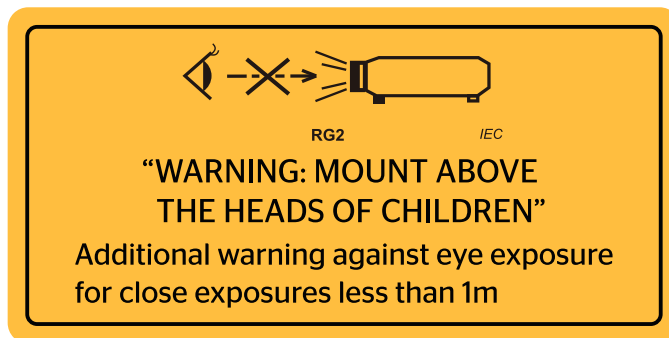 RG2 IEC
“WARNING: MOUNT ABOVE
THE HEADS OF CHILDREN”
Additional warning against eye exposure
for close exposures less than 1m